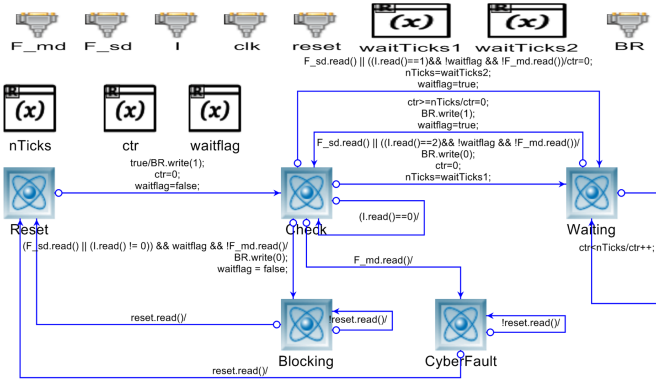 F_md F_sd I clk reset waitTicks1 waitTicks2 BR
(x) (x)
F_sd.read() || ((I.read()==1)&& !waitflag && !F_md.read())/ctr=0;
nTicks=waitTicks2;
waitflag=true;
(x) (x) (x)
nTicks ctr waitflag
ctr>=nTicks/ctr=0;
BR.write(1);
waitflag=true;
F_sd.read() || ((I.read()==2)&& !waitflag && !F_md.read())/
BR.write(0);
ctr=0;
nTicks=waitTicks1;
true/BR.write(1);
ctr=0;
waitflag=false;
(I.read()==0)/
Reset Check Waiting
(F_sd.read() || (I.read() != 0)) && waitflag && !F_md.read()/
BR.write(0);
waitflag = false;
ctr<nTicks/ctr++;
F_md.read()/
reset.read()/
!reset.read()/
!reset.read()/
Blocking CyberFault
reset.read()/